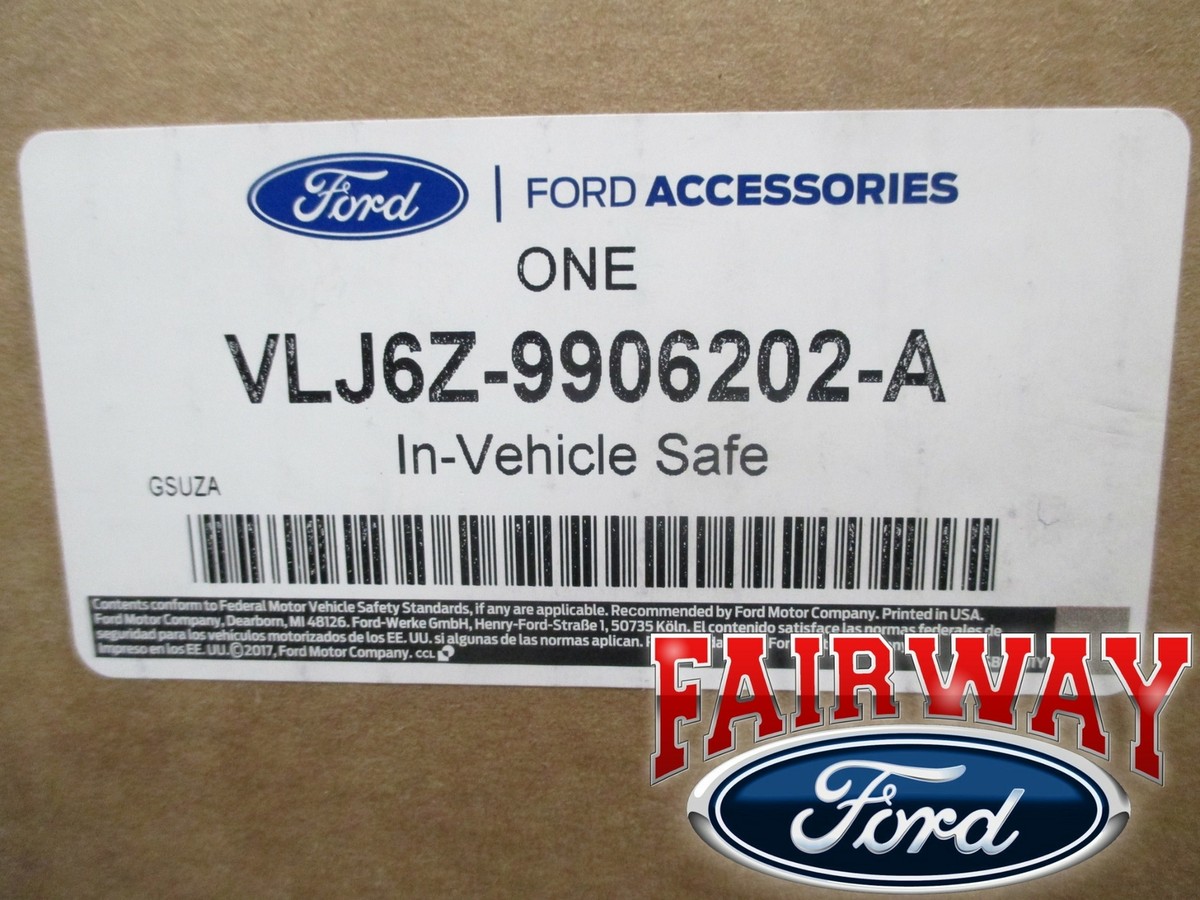 Ford | FORD ACCESSORIES
ONE
VLJ6Z-9906202-A
In-Vehicle Safe
GSUZA
Contents conform to Federal Motor Vehicle Safety Standards, if any are applicable. Recommended by Ford Motor Company. Printed in USA.
Ford Motor Company, Dearborn, MI 48126. Ford-Werke GmbH, Henry-Ford-Straße 1, 50735 Köln. El contenido satisface las normas federales de
seguridad para los vehículos motorizados de los EE. UU. si algunas de las normas aplican.
Impreso en los EE. UU. ©2017, Ford Motor Company. CCL
FAIRWAY
Ford